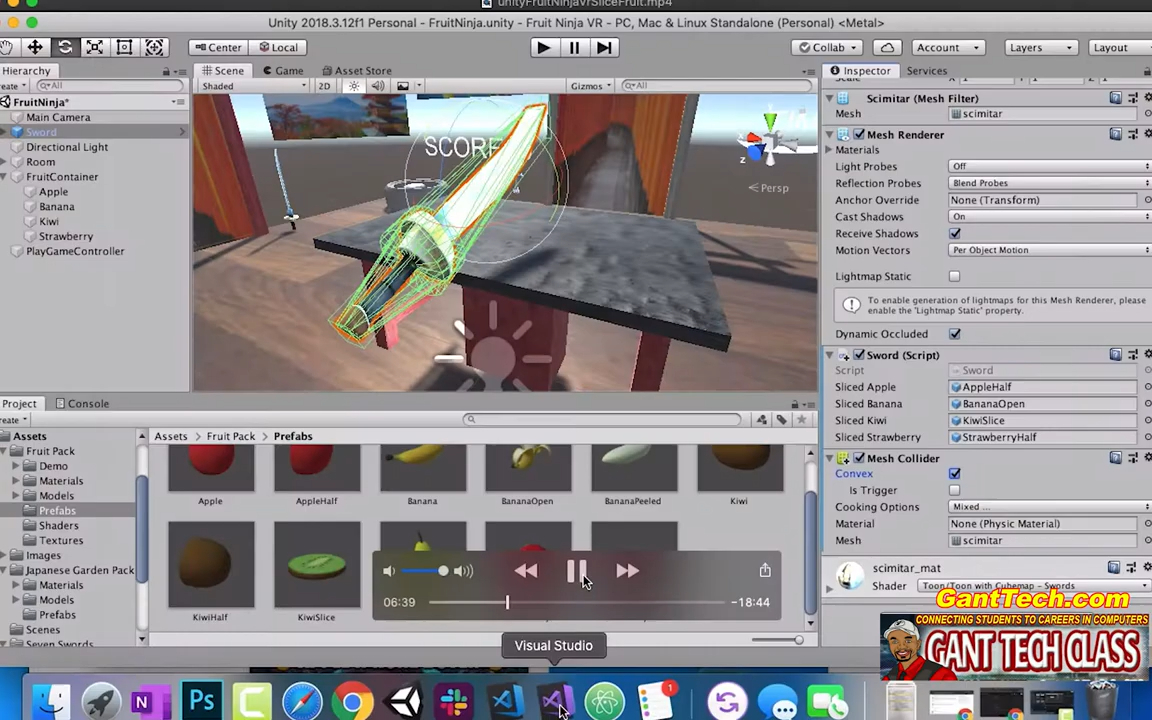 unityFruitNinjaVrSliceFruit.mp4
Unity 2018.3.12f1 Personal - FruitNinja.unity - Fruit Ninja VR - PC, Mac & Linux Standalone (Personal) <Metal>
Center
Local
Collab
Account
Layers
Layout
Hierarchy
Scene
Game
Asset Store
Inspector
Services
All
Shaded
2D
Gizmos
All
FruitNinja*
Main Camera
Sword
Directional Light
Room
FruitContainer
Apple
Banana
Kiwi
Strawberry
PlayGameController
SCORE
z
Persp
Scimitar (Mesh Filter)
Mesh
scimitar
Mesh Renderer
Materials
Light Probes
Off
Reflection Probes
Blend Probes
Anchor Override
None (Transform)
Cast Shadows
On
Receive Shadows
Motion Vectors
Per Object Motion
Lightmap Static
To enable generation of lightmaps for this Mesh Renderer, please
enable the 'Lightmap Static' property.
Dynamic Occluded
Sword (Script)
Script
Sword
Sliced Apple
AppleHalf
Sliced Banana
BananaOpen
Sliced Kiwi
KiwiSlice
Sliced Strawberry
StrawberryHalf
Mesh Collider
Convex
Is Trigger
Cooking Options
Mixed ...
Material
None (Physic Material)
Mesh
scimitar
scimitar_mat
Shader
Toon/Toon with Cubemap - Swords
Project
Console
Assets
Fruit Pack
Demo
Materials
Models
Prefabs
Shaders
Textures
Images
Japanese Garden Pack
Materials
Models
Prefabs
Scenes
Seven Swords
Assets
Fruit Pack
Prefabs
Apple
AppleHalf
Banana
BananaOpen
BananaPeeled
Kiwi
KiwiHalf
KiwiSlice
06:39
-18:44
Visual Studio
GantTech.com
CONNECTING STUDENTS TO CAREERS IN COMPUTERS
GANT TECH CLASS
N
Ps
1